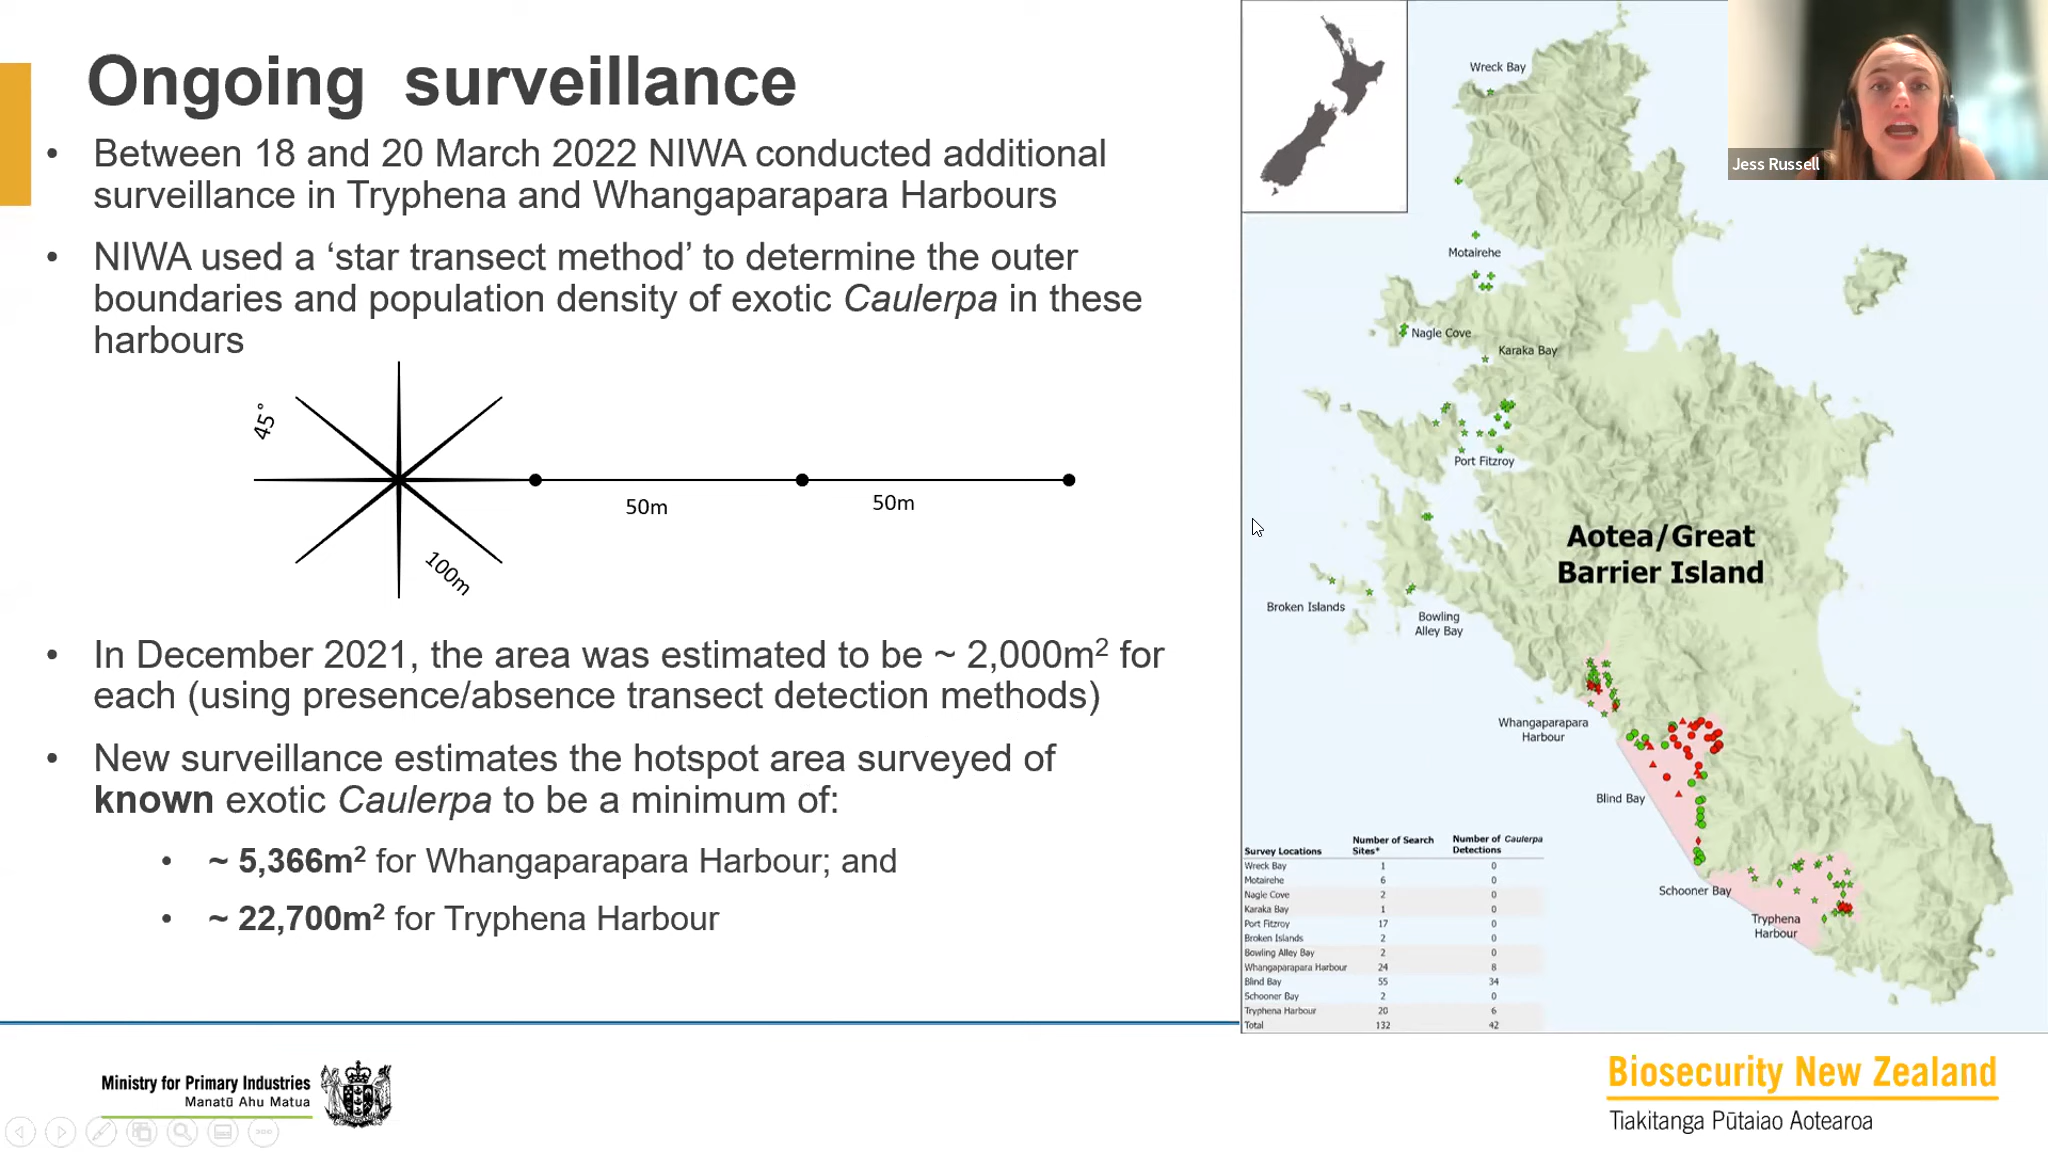 Ongoing surveillance
• Between 18 and 20 March 2022 NIWA conducted additional
surveillance in Tryphena and Whangaparapara Harbours
• NIWA used a ‘star transect method’ to determine the outer
boundaries and population density of exotic Caulerpa in these
harbours
45°
100m
50m
50m
• In December 2021, the area was estimated to be ~ 2,000m² for
each (using presence/absence transect detection methods)
• New surveillance estimates the hotspot area surveyed of
known exotic Caulerpa to be a minimum of:
• ~ 5,366m² for Whangaparapara Harbour; and
• ~ 22,700m² for Tryphena Harbour
Wreck Bay
Motairehe
Nagle Cove
Karaka Bay
Port Fitzroy
Aotea/Great
Barrier Island
Broken Islands
Bowling
Alley Bay
Whangaparapara
Harbour
Blind Bay
Schooner Bay
Tryphena
Harbour
Survey Locations Number of Search Sites* Number of Caulerpa Detections
Wreck Bay 1 0
Motairehe 6 0
Nagle Cove 2 0
Karaka Bay 1 0
Port Fitzroy 17 0
Broken Islands 2 0
Bowling Alley Bay 2 0
Whangaparapara Harbour 24 8
Blind Bay 55 34
Schooner Bay 2 0
Tryphena Harbour 20 6
Total 132 42
Jess Russell
Ministry for Primary Industries
Manatū Ahu Matua
Biosecurity New Zealand
Tiakitanga Pūtaiao Aotearoa